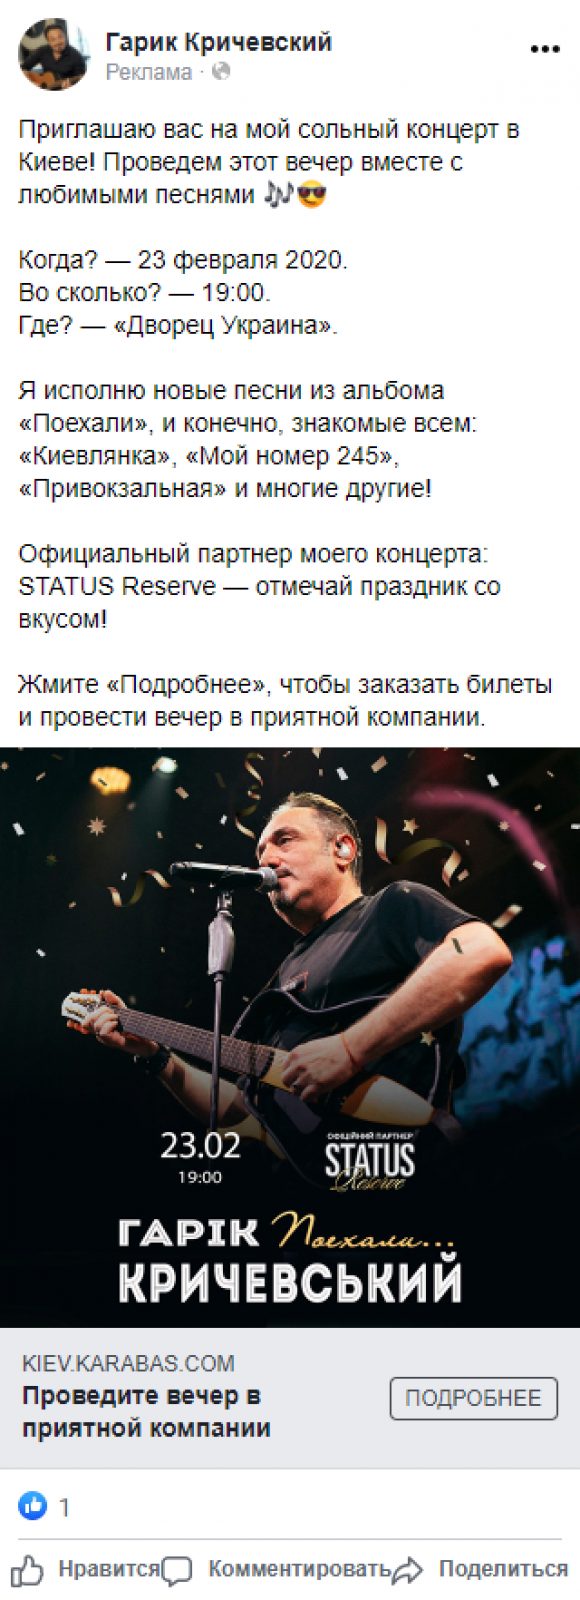 Гарик Кричевский
Реклама ·
Приглашаю вас на мой сольный концерт в
Киеве! Проведем этот вечер вместе с
любимыми песнями 🎶😎
Когда? — 23 февраля 2020.
Во сколько? — 19:00.
Где? — «Дворец Украина».
Я исполню новые песни из альбома
«Поехали», и конечно, знакомые всем:
«Киевлянка», «Мой номер 245»,
«Привокзальная» и многие другие!
Официальный партнер моего концерта:
STATUS Reserve — отмечай праздник со
вкусом!
Жмите «Подробнее», чтобы заказать билеты
и провести вечер в приятной компании.
23.02
19:00
ОФІЦІЙНИЙ ПАРТНЕР
STATUS
Reserve
ГАРІК Поехали...
КРИЧЕВСЬКИЙ
KIEV.KARABAS.COM
Проведите вечер в
приятной компании
ПОДРОБНЕЕ
1
Нравится Комментировать Поделиться